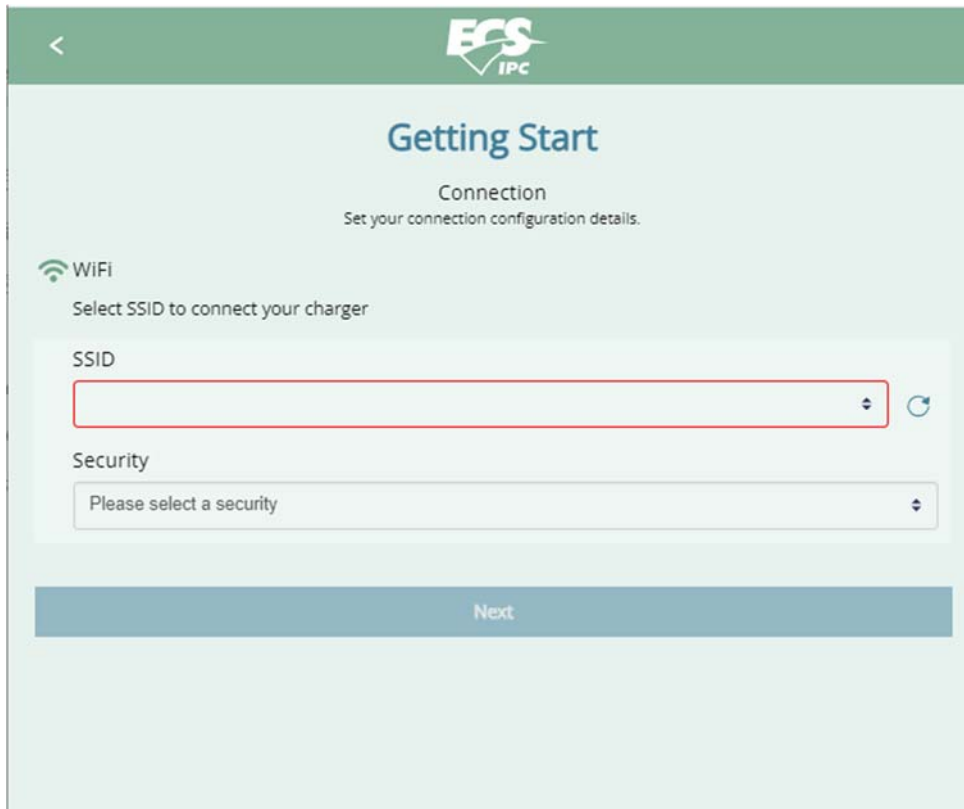 <
ECS
IPC
Getting Start
Connection
Set your connection configuration details.
WiFi
Select SSID to connect your charger
SSID
Security
Please select a security
Next